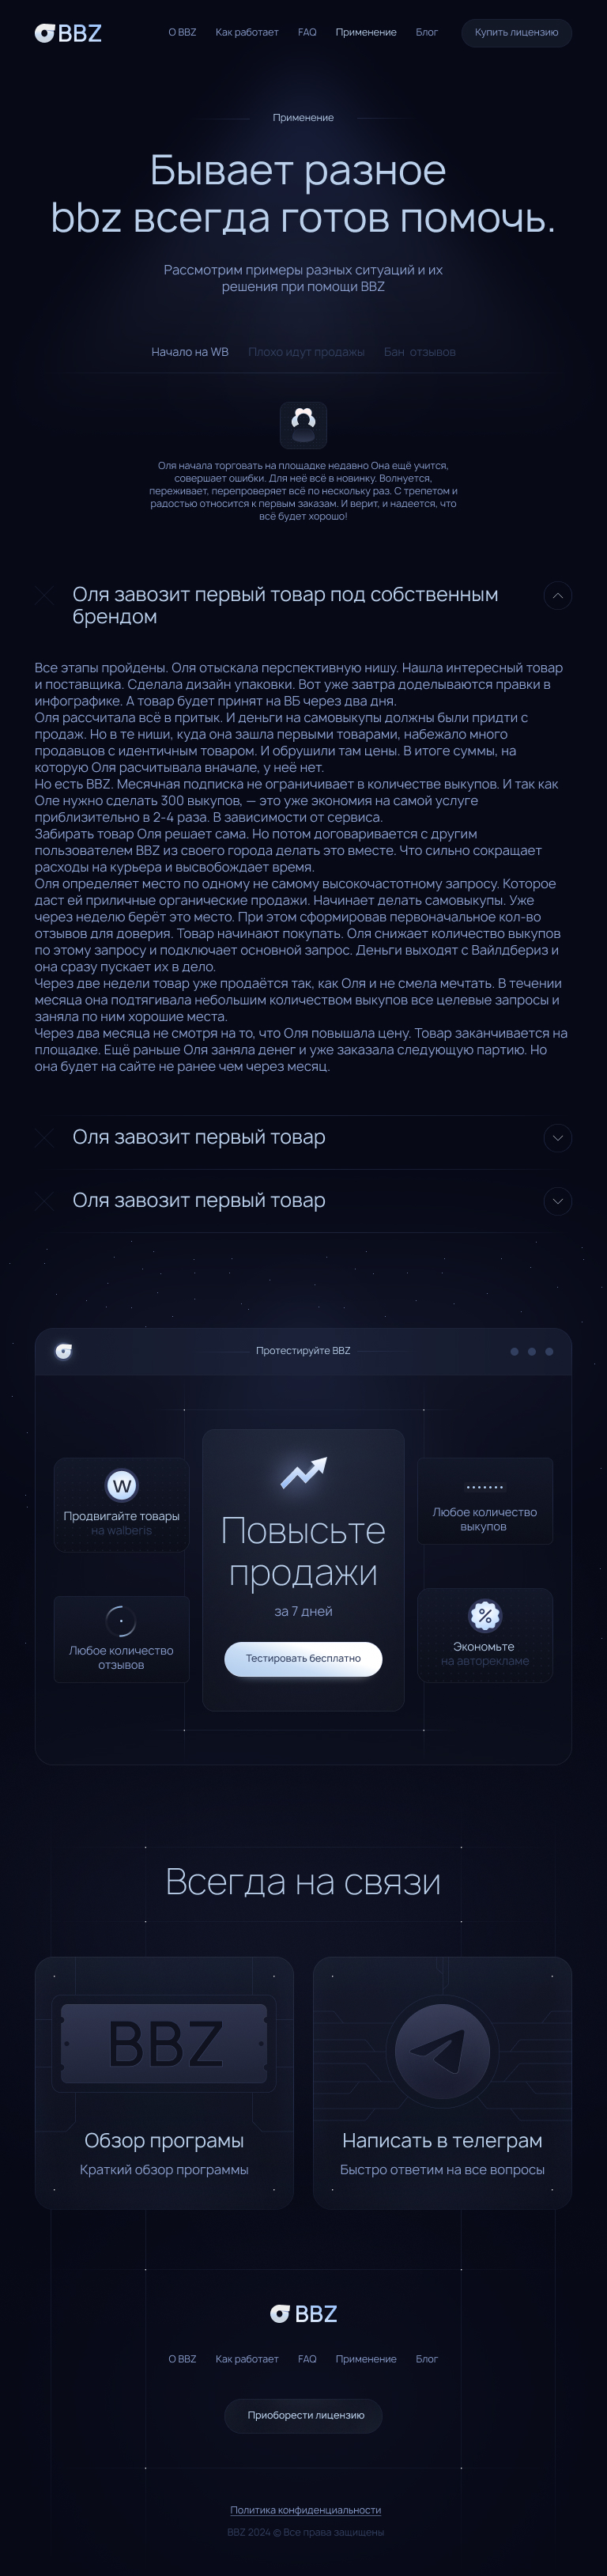 BBZ
О BBZ Как работает FAQ Применение Блог Купить лицензию
Применение
Бывает разное
bbz всегда готов помочь.
Рассмотрим примеры разных ситуаций и их
решения при помощи BBZ
Начало на WB Плохо идут продажы Бан отзывов
Оля начала торговать на площадке недавно Она ещё учится,
совершает ошибки. Для неё всё в новинку. Волнуется,
переживает, перепроверяет всё по нескольку раз. С трепетом и
радостью относится к первым заказам. И верит, и надеется, что
всё будет хорошо!
Оля завозит первый товар под собственным
брендом
Все этапы пройдены. Оля отыскала перспективную нишу. Нашла интересный товар
и поставщика. Сделала дизайн упаковки. Вот уже завтра доделываются правки в
инфографике. А товар будет принят на ВБ через два дня.
Оля рассчитала всё в притык. И деньги на самовыкупы должны были придти с
продаж. Но в те ниши, куда она зашла первыми товарами, набежало много
продавцов с идентичным товаром. И обрушили там цены. В итоге суммы, на
которую Оля расчитывала вначале, у неё нет.
Но есть BBZ. Месячная подписка не ограничивает в количестве выкупов. И так как
Оле нужно сделать 300 выкупов, — это уже экономия на самой услуге
приблизительно в 2-4 раза. В зависимости от сервиса.
Забирать товар Оля решает сама. Но потом договаривается с другим
пользователем BBZ из своего города делать это вместе. Что сильно сокращает
расходы на курьера и высвобождает время.
Оля определяет место по одному не самому высокочастотному запросу. Которое
даст ей приличные органические продажи. Начинает делать самовыкупы. Уже
через неделю берёт это место. При этом сформировав первоначальное кол-во
отзывов для доверия. Товар начинают покупать. Оля снижает количество выкупов
по этому запросу и подключает основной запрос. Деньги выходят с Вайлдбериз и
она сразу пускает их в дело.
Через две недели товар уже продаётся так, как Оля и не смела мечтать. В течении
месяца она подтягивала небольшим количеством выкупов все целевые запросы и
заняла по ним хорошие места.
Через два месяца не смотря на то, что Оля повышала цену. Товар заканчивается на
площадке. Ещё раньше Оля заняла денег и уже заказала следующую партию. Но
она будет на сайте не ранее чем через месяц.
Оля завозит первый товар
Оля завозит первый товар
Протестируйте BBZ
W
Продвигайте товары
на walberis
Любое количество
отзывов
Повысьте
продажи
за 7 дней
Тестировать бесплатно
Любое количество
выкупов
Экономьте
на авторекламе
Всегда на связи
BBZ
Обзор програмы
Краткий обзор программы
Написать в телеграм
Быстро ответим на все вопросы
BBZ
О BBZ Как работает FAQ Применение Блог
Приоборести лицензию
Политика конфиденциальности
BBZ 2024 © Все права защищены